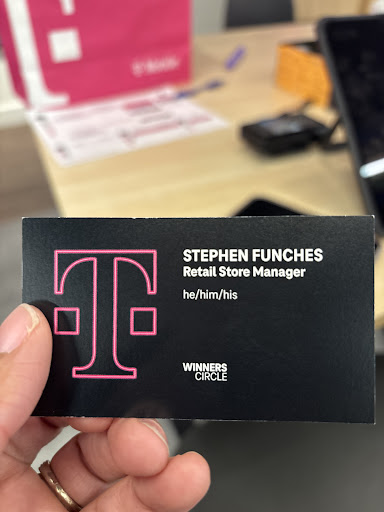 STEPHEN FUNCHES
Retail Store Manager
he/him/his
T
WINNERS
CIRCLE